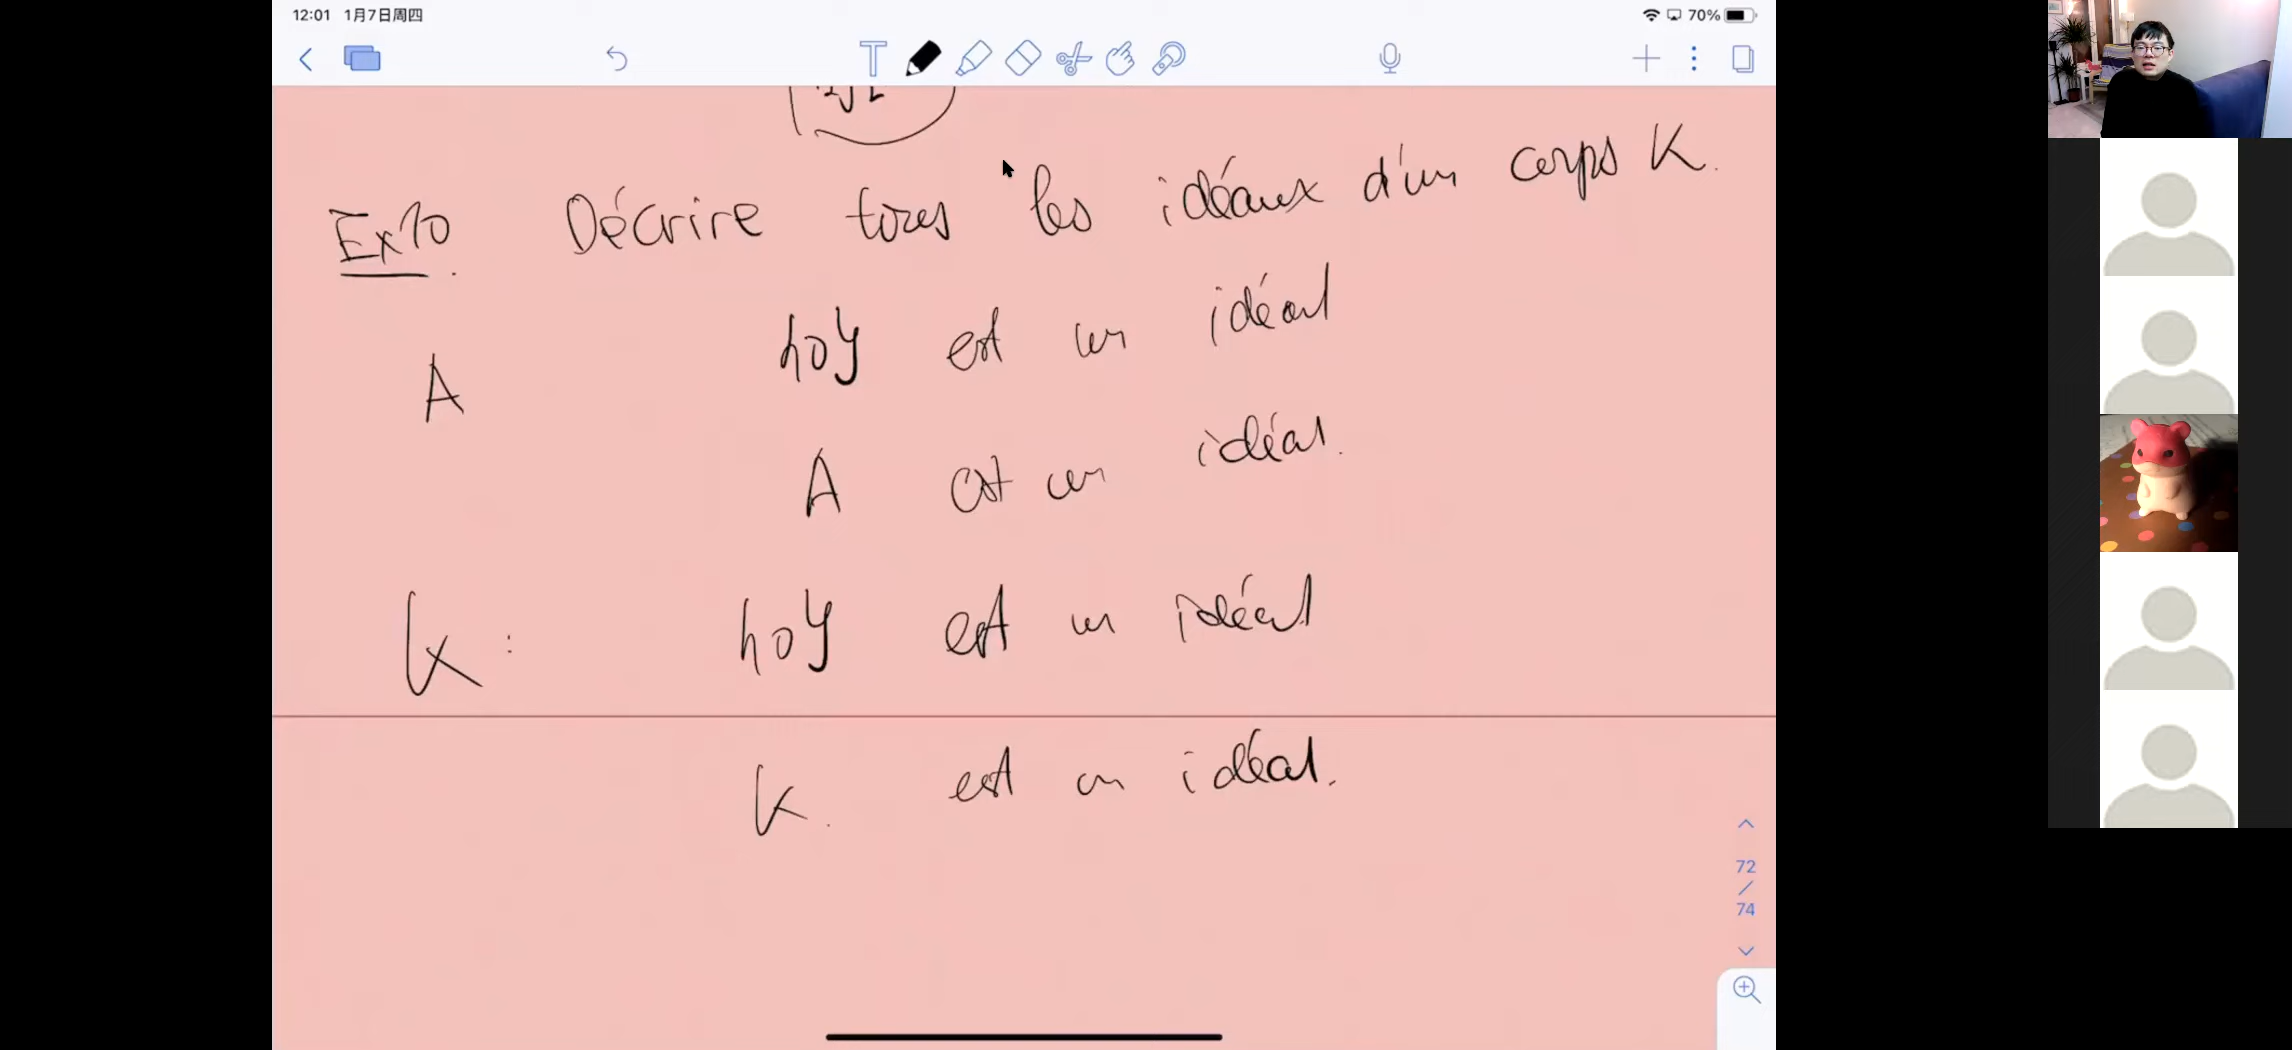 12:01 1月7日周四 70%
Ex10. Décrire tous les idéaux d'un corps K.
{0} est un idéal
A
A est un idéal.
K : {0} est un idéal
K. est un idéal.
72
/
74